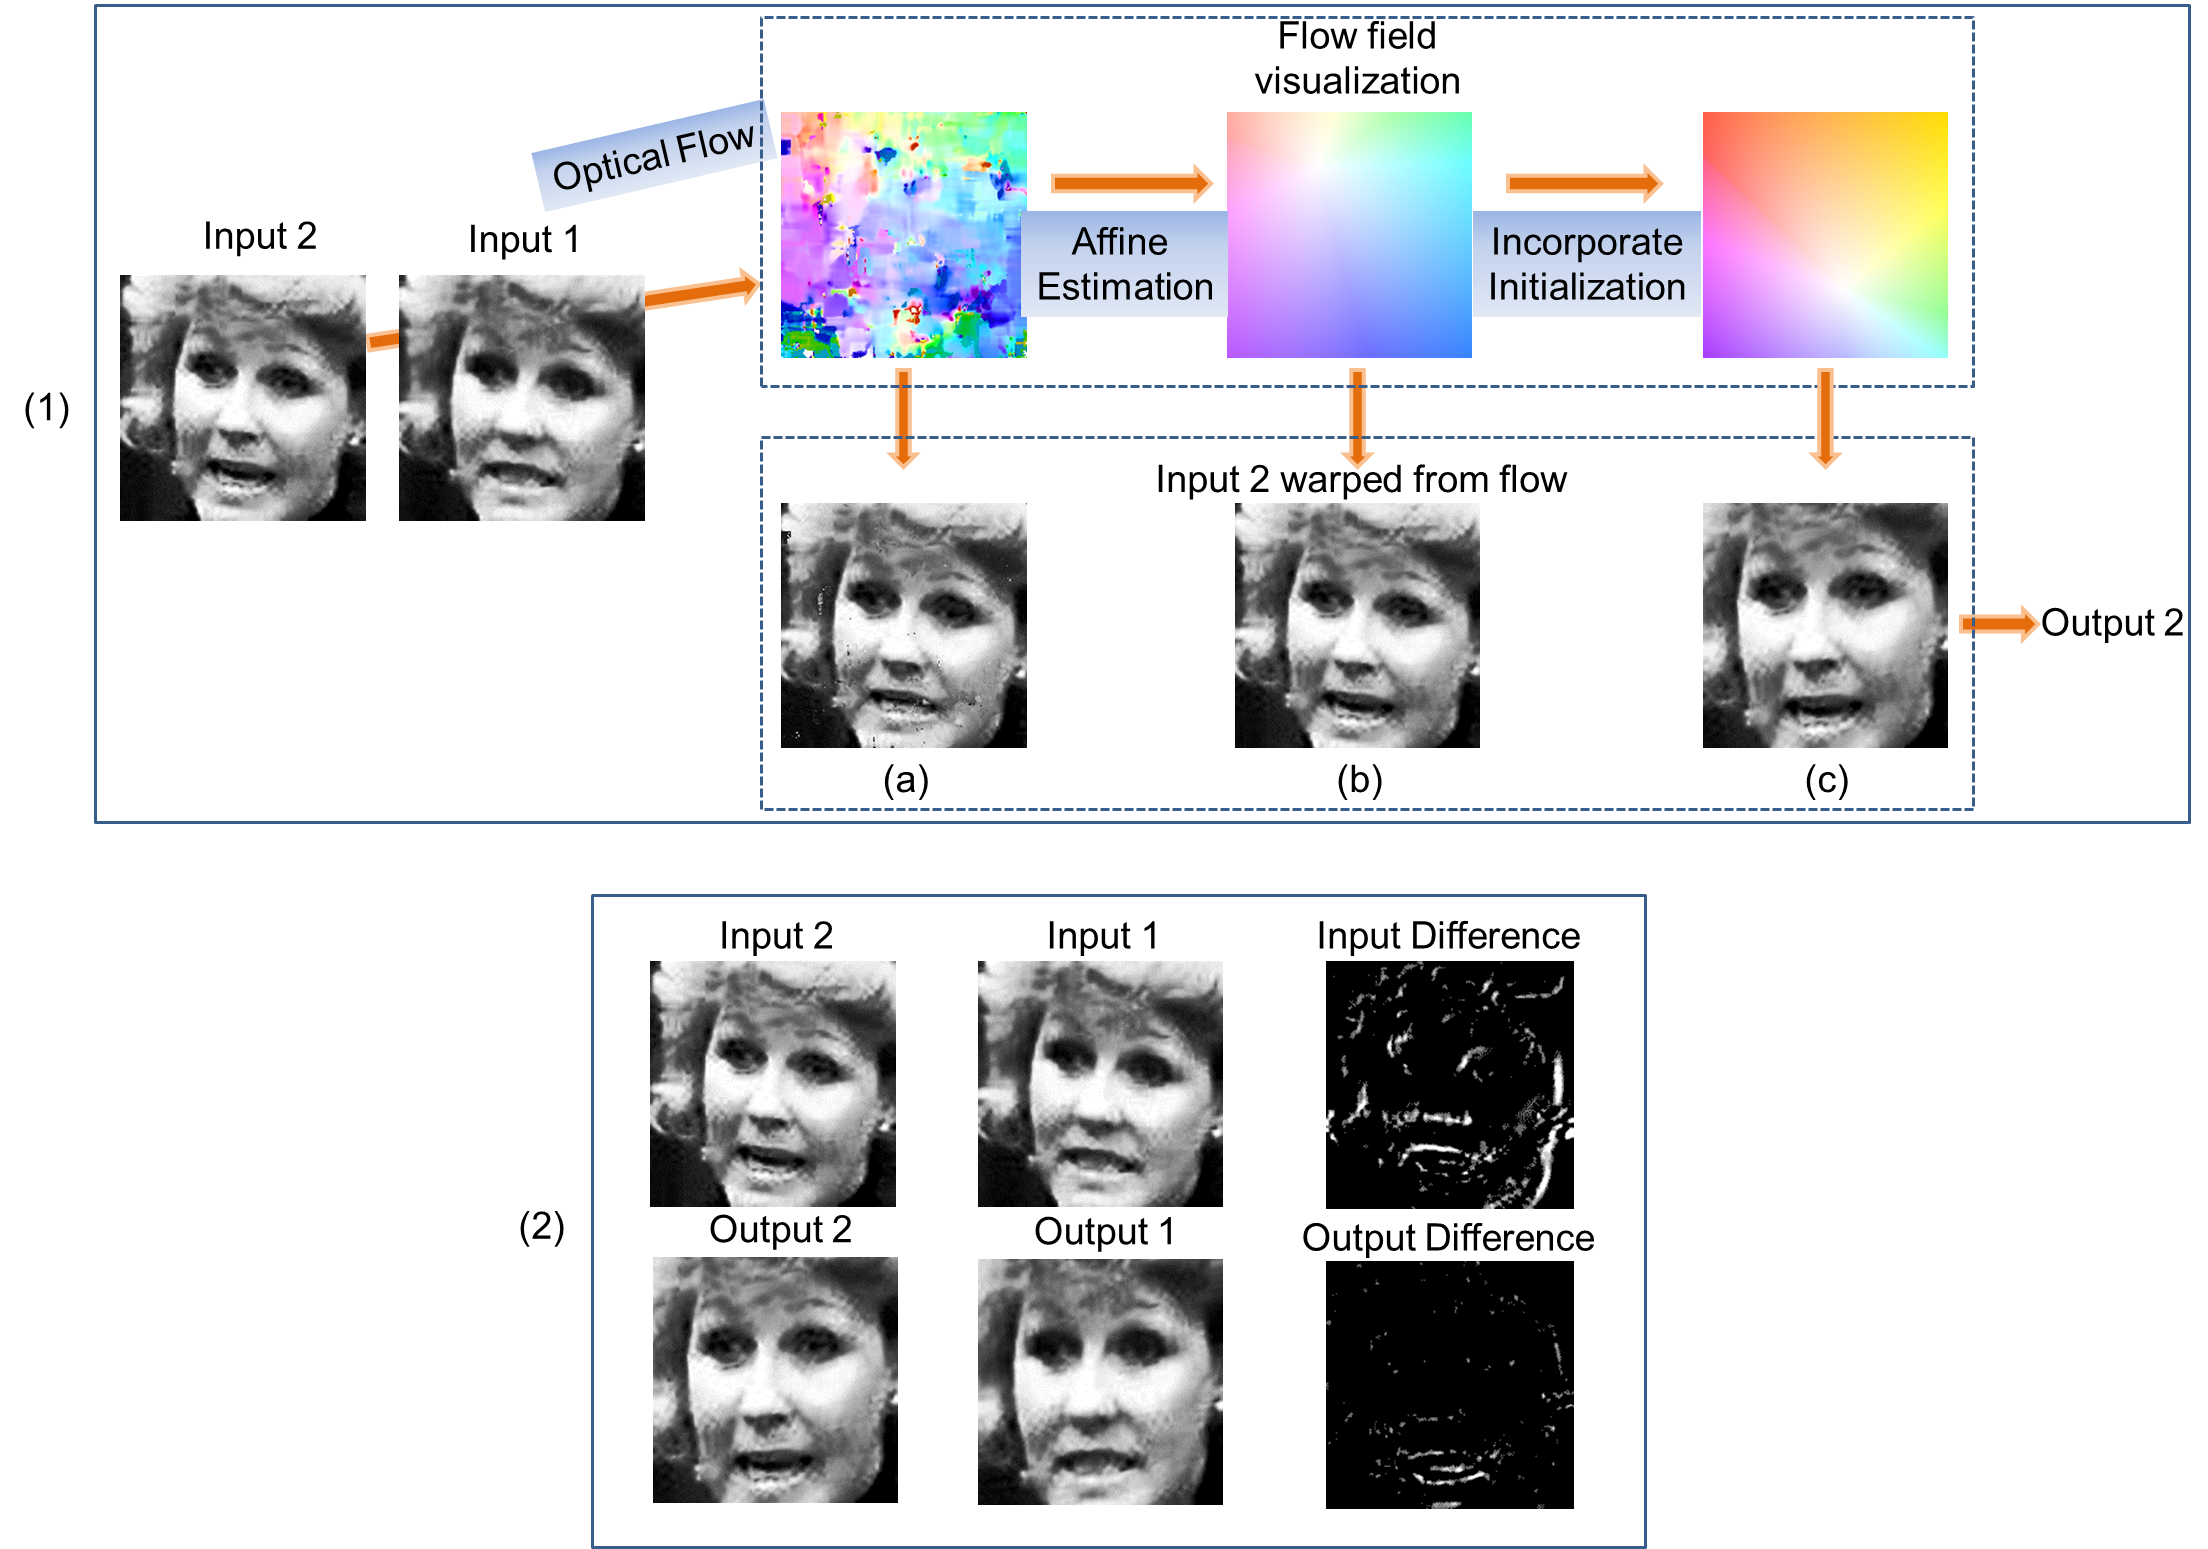 Flow field
visualization
Optical Flow
Input 2
Input 1
Affine
Estimation
Incorporate
Initialization
(1)
Input 2 warped from flow
Output 2
(a)
(b)
(c)
Input 2
Input 1
Input Difference
(2)
Output 2
Output 1
Output Difference